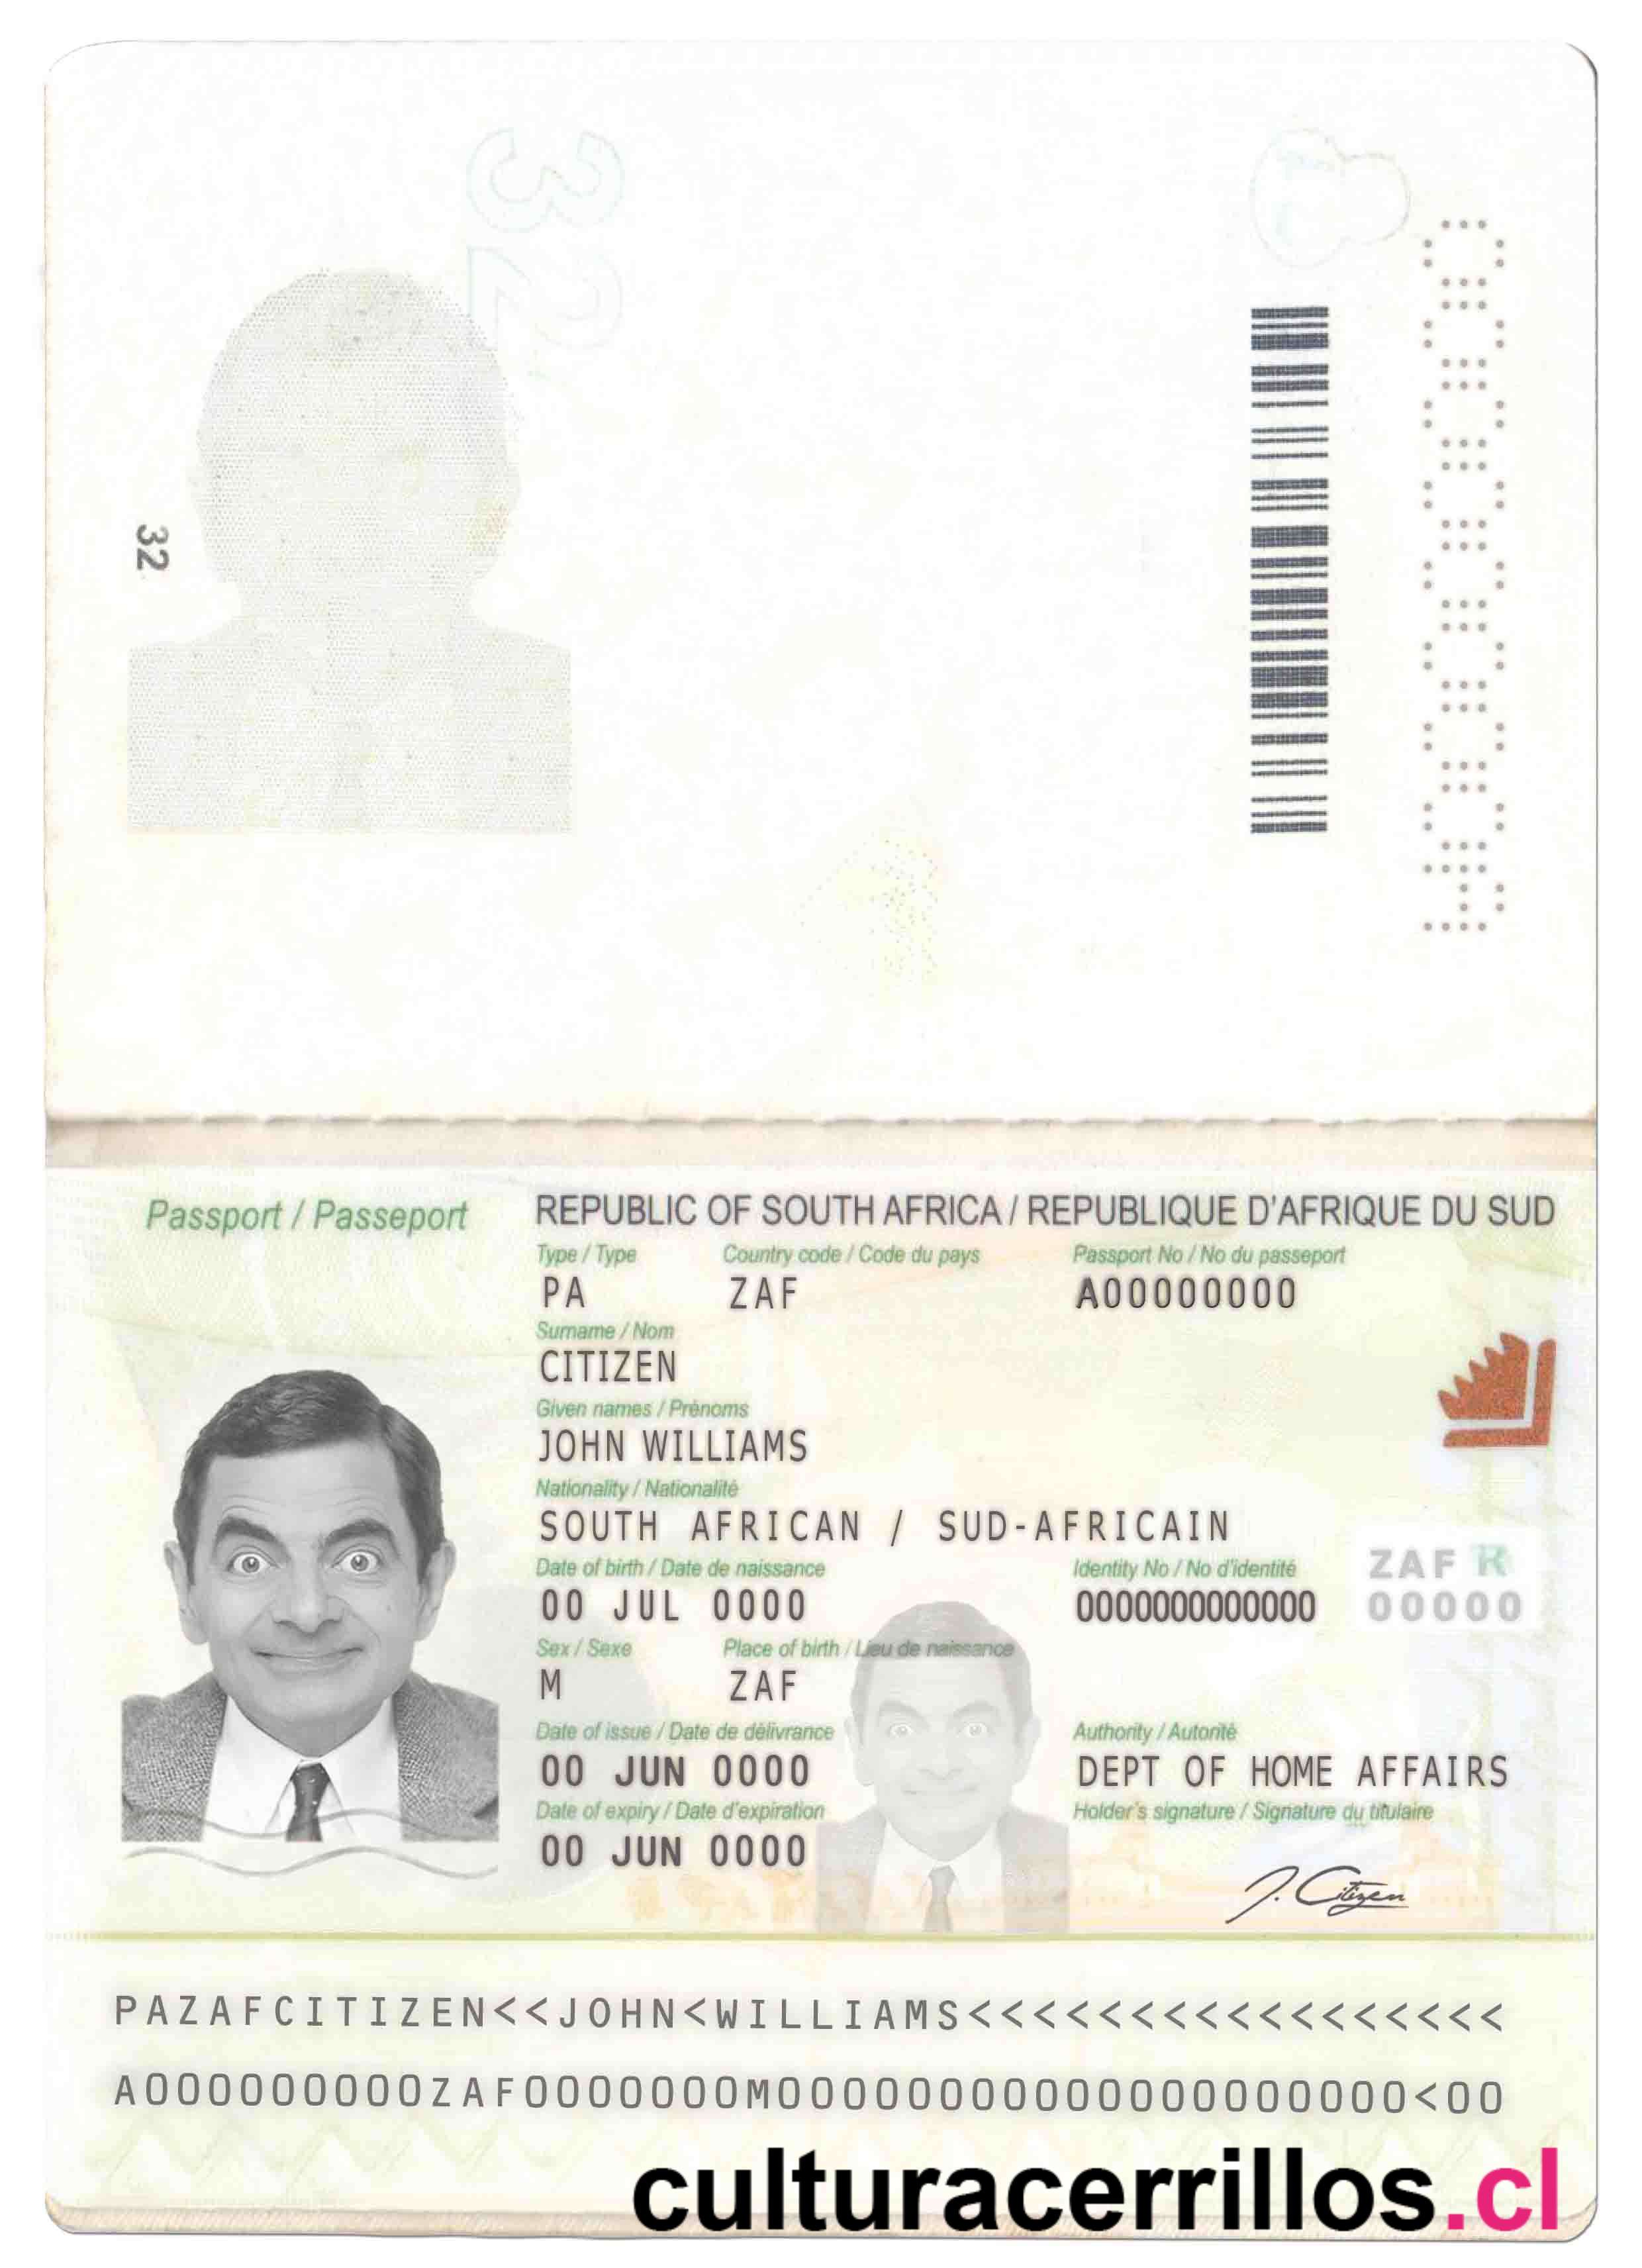 32
32
Passport / Passeport
REPUBLIC OF SOUTH AFRICA / REPUBLIQUE D'AFRIQUE DU SUD
Type / Type Country code / Code du pays Passport No / No du passeport
PA ZAF A00000000
Surname / Nom
CITIZEN
Given names / Prénoms
JOHN WILLIAMS
Nationality / Nationalité
SOUTH AFRICAN / SUD-AFRICAIN
Date of birth / Date de naissance Identity No / No d'identité
00 JUL 0000 0000000000000
ZAF R
00000
Sex / Sexe Place of birth / Lieu de naissance
M ZAF
Date of issue / Date de délivrance Authority / Autorité
00 JUN 0000 DEPT OF HOME AFFAIRS
Date of expiry / Date d'expiration Holder's signature / Signature du titulaire
00 JUN 0000
J. Citizen
PAZAFCITIZEN<<JOHN<WILLIAMS<<<<<<<<<<<<<<<<<
A000000000ZAF0000000M00000000000000000000<00
culturacerrillos.cl